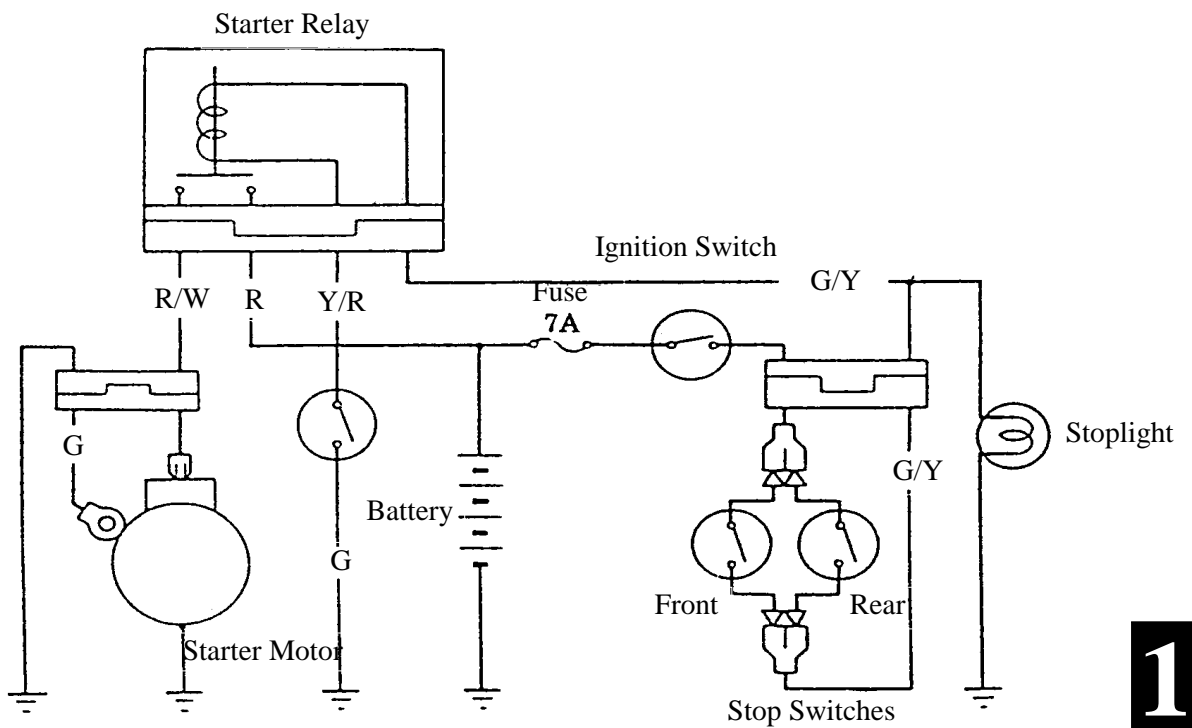 Starter Relay
Ignition Switch
R/W R Y/R
G/Y
Fuse
7A
G
Stoplight
G/Y
Battery
G
Front Rear
Starter Motor
Stop Switches
1